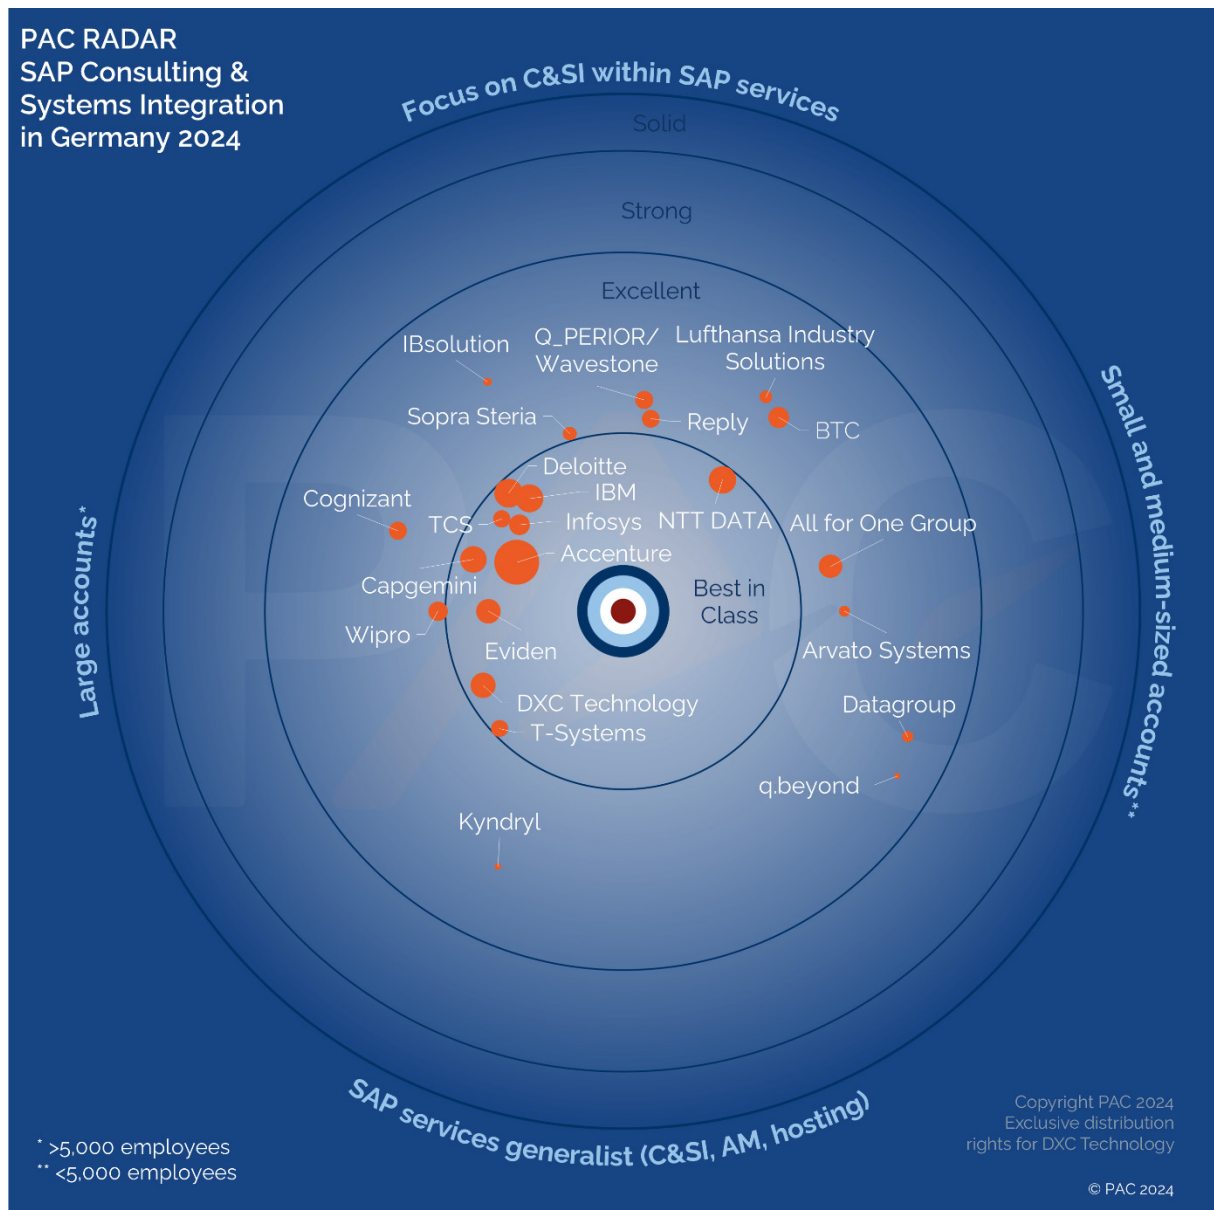 PAC RADAR
SAP Consulting &
Systems Integration
in Germany 2024
Focus on C&SI within SAP services
Solid
Strong
Excellent
IBsolution
Q_PERIOR/
Wavestone
Lufthansa Industry
Solutions
Sopra Steria
Reply
BTC
Deloitte
IBM
Cognizant
TCS
Infosys
NTT DATA
All for One Group
Accenture
Capgemini
Best in
Class
Wipro
Eviden
Arvato Systems
DXC Technology
T-Systems
Datagroup
q.beyond
Kyndryl
Large accounts*
Small and medium-sized accounts**
SAP services generalist (C&SI, AM, hosting)
* >5,000 employees
** <5,000 employees
Copyright PAC 2024
Exclusive distribution
rights for DXC Technology
© PAC 2024
PAC